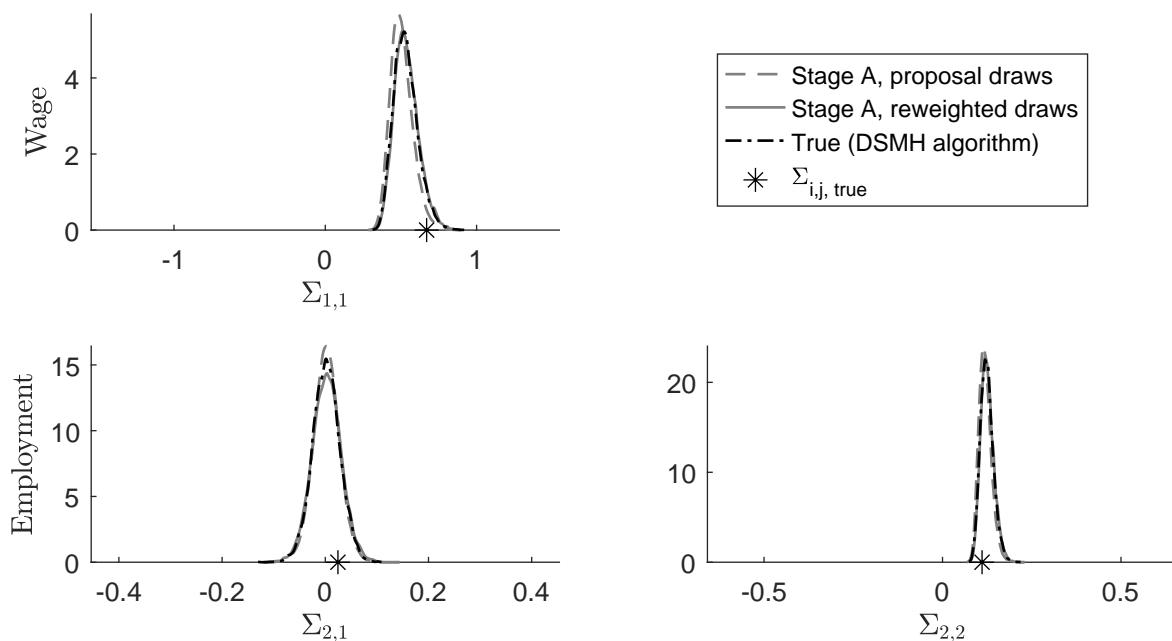 Wage
4
2
0
-1 0 1
Σ1,1
Stage A, proposal draws
Stage A, reweighted draws
True (DSMH algorithm)
Σi,j, true
Employment
15
10
5
0
-0.4 -0.2 0 0.2 0.4
Σ2,1
20
10
0
-0.5 0 0.5
Σ2,2